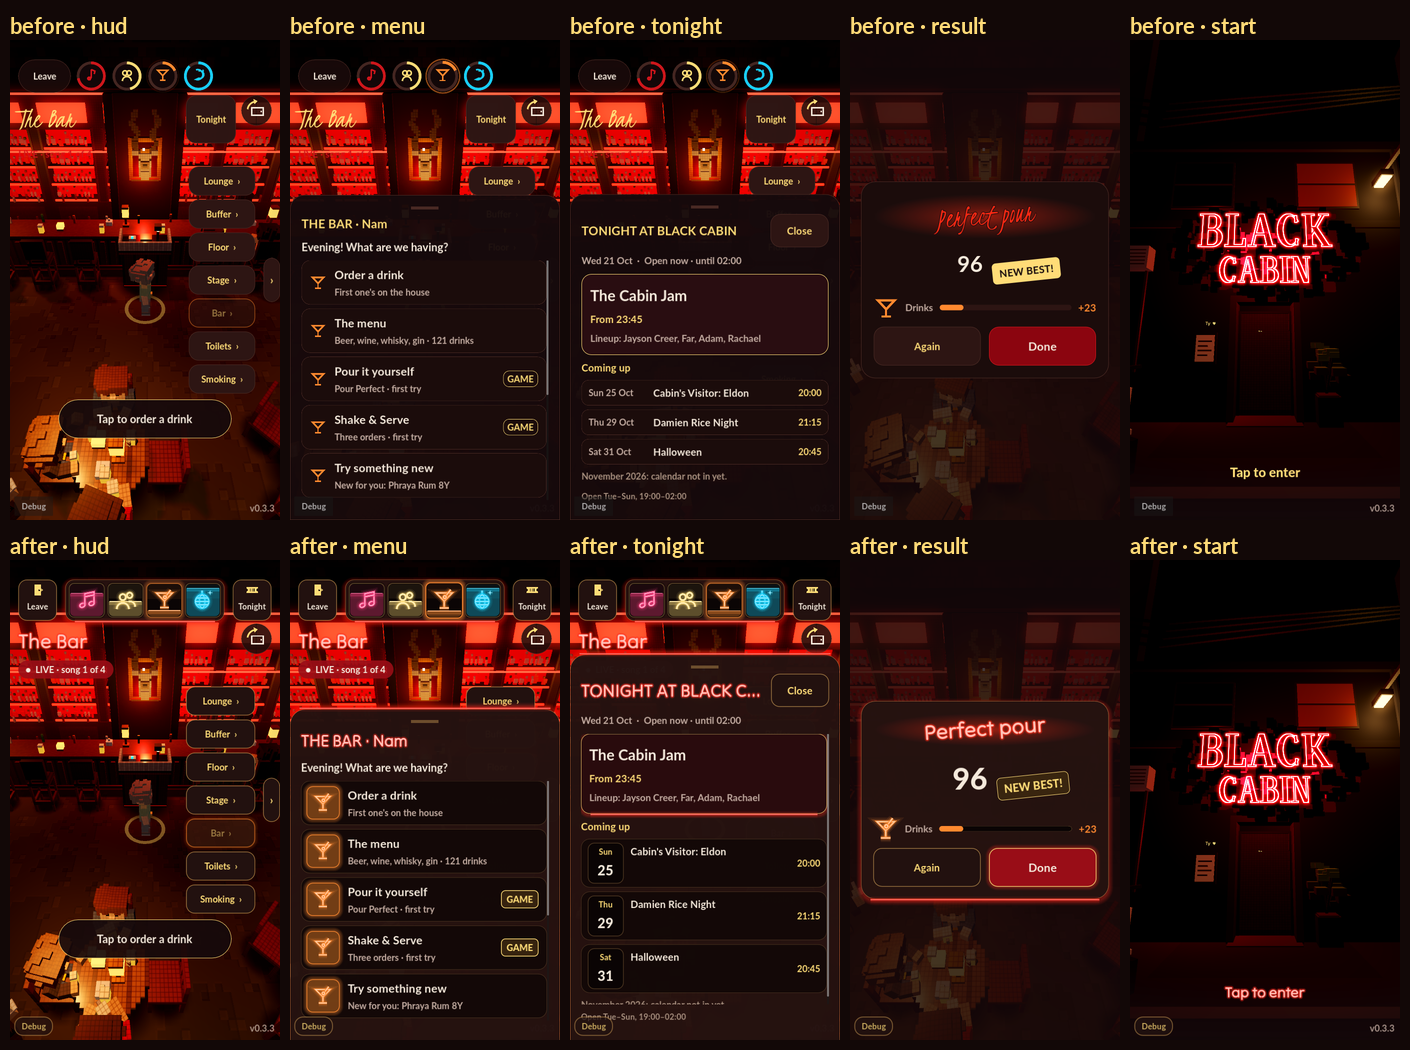 before · hud
Leave
The Bar
Tonight
Lounge ›
Buffer ›
Floor ›
Stage ›
›
Bar ›
Toilets ›
Smoking ›
Tap to order a drink
Debug
v0.3.3
before · menu
Leave
The Bar
Tonight
Lounge ›
THE BAR · Nam
Evening! What are we having?
Order a drink
First one's on the house
The menu
Beer, wine, whisky, gin · 121 drinks
Pour it yourself
Pour Perfect · first try
GAME
Shake & Serve
Three orders · first try
GAME
Try something new
New for you: Phraya Rum 8Y
Debug
before · tonight
Leave
The Bar
Tonight
Lounge ›
TONIGHT AT BLACK CABIN
Close
Wed 21 Oct · Open now · until 02:00
The Cabin Jam
From 23:45
Lineup: Jayson Creer, Far, Adam, Rachael
Coming up
Sun 25 Oct Cabin's Visitor: Eldon 20:00
Thu 29 Oct Damien Rice Night 21:15
Sat 31 Oct Halloween 20:45
November 2026: calendar not in yet.
Open Tue–Sun, 19:00–02:00
Debug
before · result
Perfect pour
96 NEW BEST!
Drinks +23
Again Done
Debug
before · start
BLACK
CABIN
Tap to enter
Debug
v0.3.3
after · hud
Leave
Tonight
The Bar
• LIVE · song 1 of 4
Lounge ›
Buffer ›
Floor ›
Stage ›
›
Bar ›
Toilets ›
Smoking ›
Tap to order a drink
Debug
v0.3.3
after · menu
Leave
Tonight
The Bar
• LIVE · song 1 of 4
Lounge ›
THE BAR · Nam
Evening! What are we having?
Order a drink
First one's on the house
The menu
Beer, wine, whisky, gin · 121 drinks
Pour it yourself
Pour Perfect · first try
GAME
Shake & Serve
Three orders · first try
GAME
Try something new
New for you: Phraya Rum 8Y
Debug
after · tonight
Leave
Tonight
The Bar
TONIGHT AT BLACK C...
Close
Wed 21 Oct · Open now · until 02:00
The Cabin Jam
From 23:45
Lineup: Jayson Creer, Far, Adam, Rachael
Coming up
Sun
25
Cabin's Visitor: Eldon
20:00
Thu
29
Damien Rice Night
21:15
Sat
31
Halloween
20:45
November 2026: calendar not in yet.
Open Tue–Sun, 19:00–02:00
Debug
after · result
Perfect pour
96 NEW BEST!
Drinks +23
Again Done
Debug
after · start
BLACK
CABIN
Tap to enter
Debug
v0.3.3